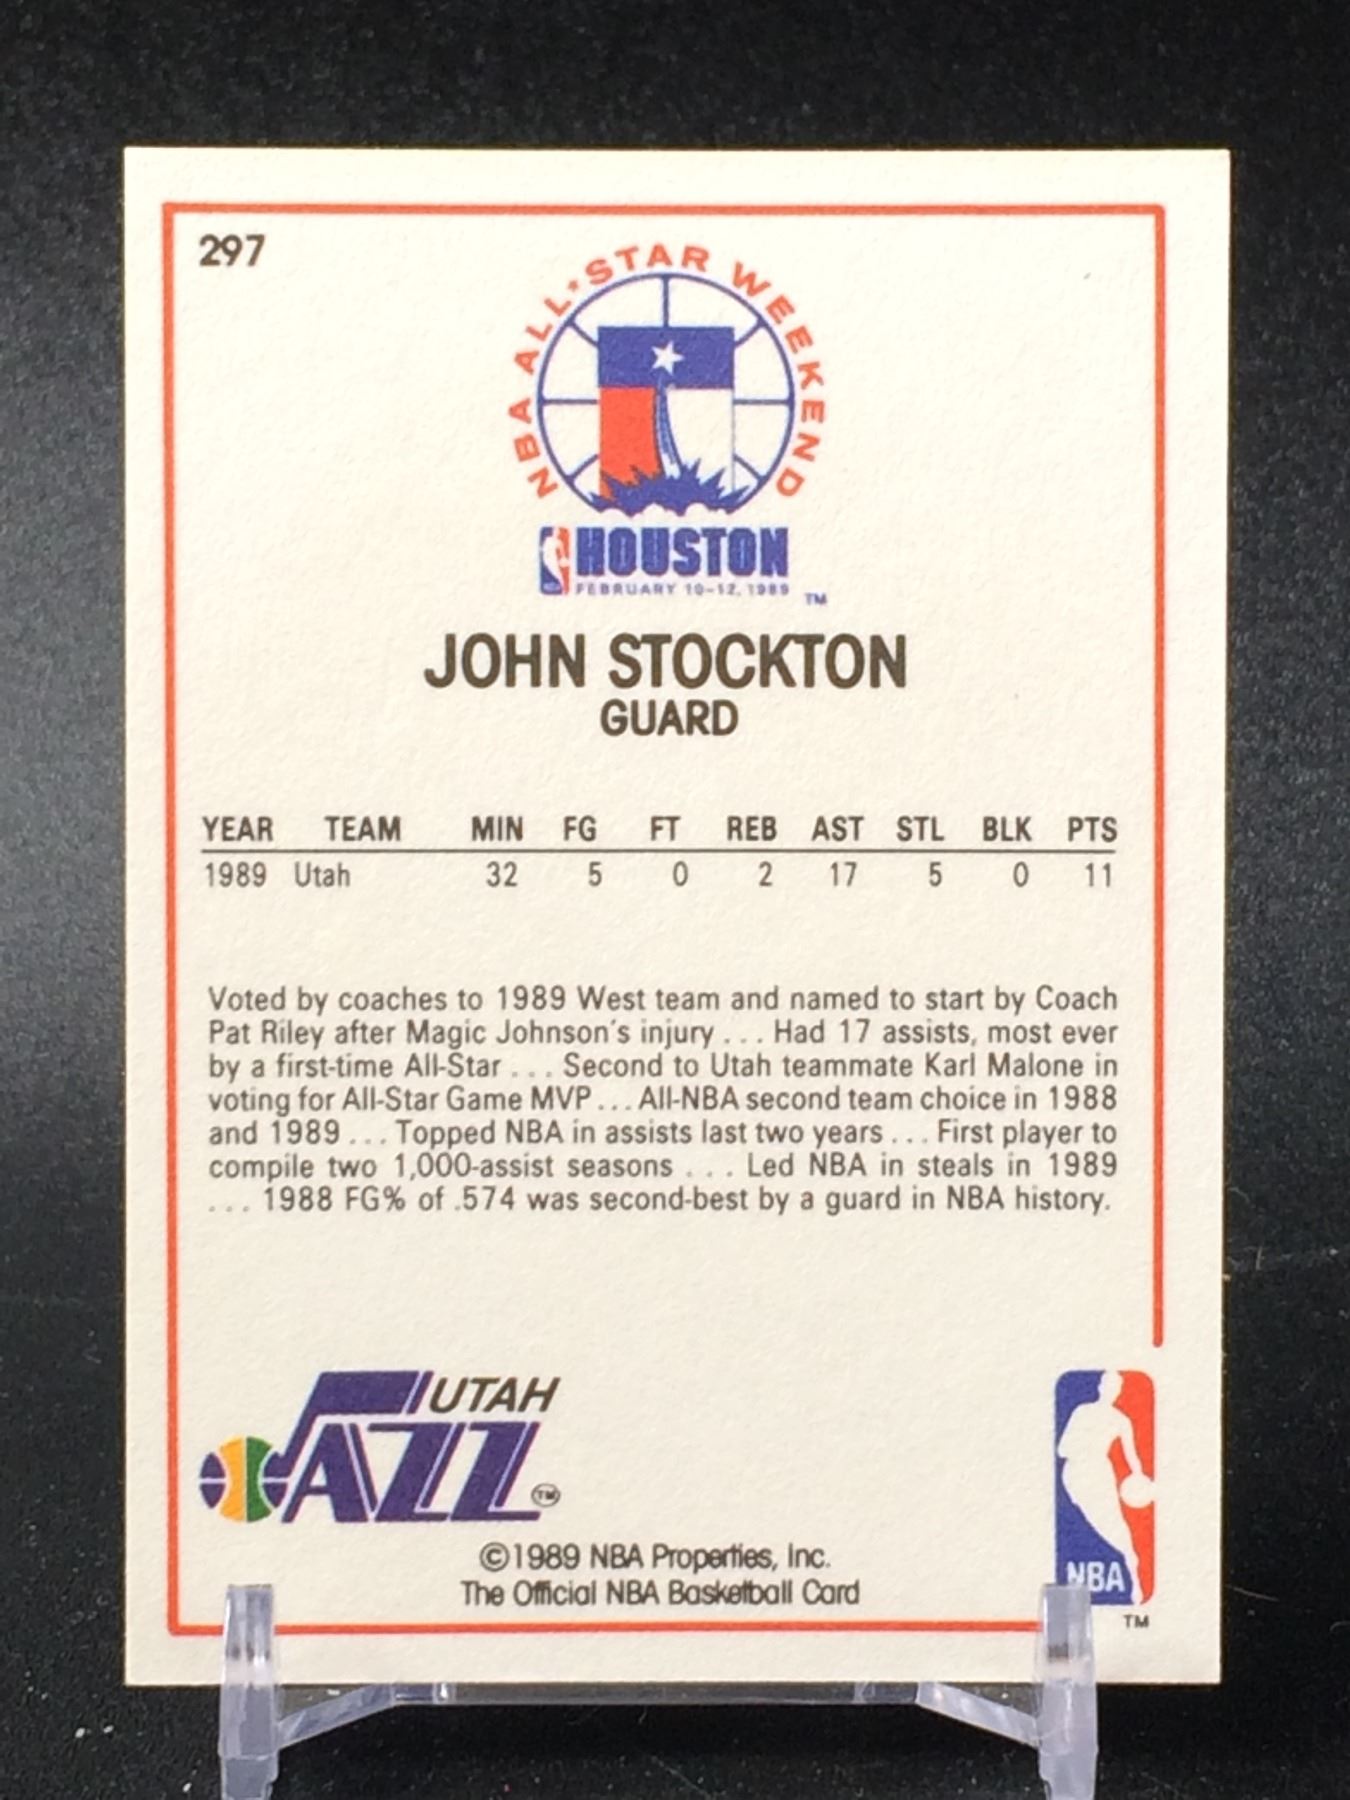 297
NBA ALL-STAR WEEKEND
HOUSTON
FEBRUARY 10-12, 1989
TM
JOHN STOCKTON
GUARD
YEAR TEAM MIN FG FT REB AST STL BLK PTS
1989 Utah 32 5 0 2 17 5 0 11
Voted by coaches to 1989 West team and named to start by Coach
Pat Riley after Magic Johnson's injury . . . Had 17 assists, most ever
by a first-time All-Star . . . Second to Utah teammate Karl Malone in
voting for All-Star Game MVP . . . All-NBA second team choice in 1988
and 1989 . . . Topped NBA in assists last two years . . . First player to
compile two 1,000-assist seasons . . . Led NBA in steals in 1989
. . . 1988 FG% of .574 was second-best by a guard in NBA history.
UTAH
JAZZ
TM
NBA
TM
©1989 NBA Properties, Inc.
The Official NBA Basketball Card